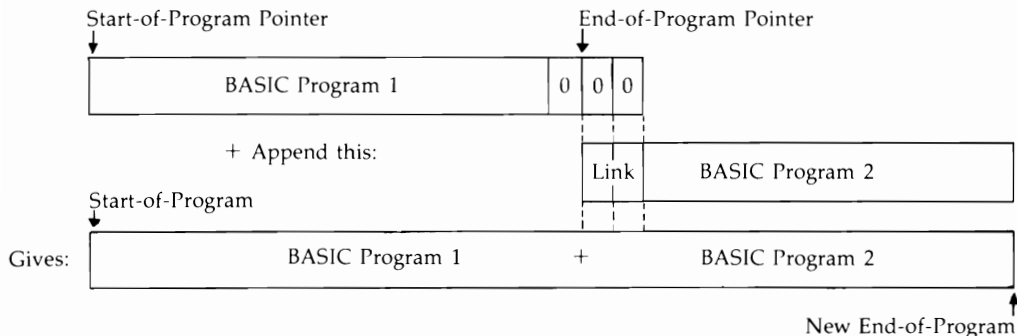 Start-of-Program Pointer End-of-Program Pointer
BASIC Program 1 0 0 0
+ Append this: Link BASIC Program 2
Start-of-Program
Gives: BASIC Program 1 + BASIC Program 2
New End-of-Program